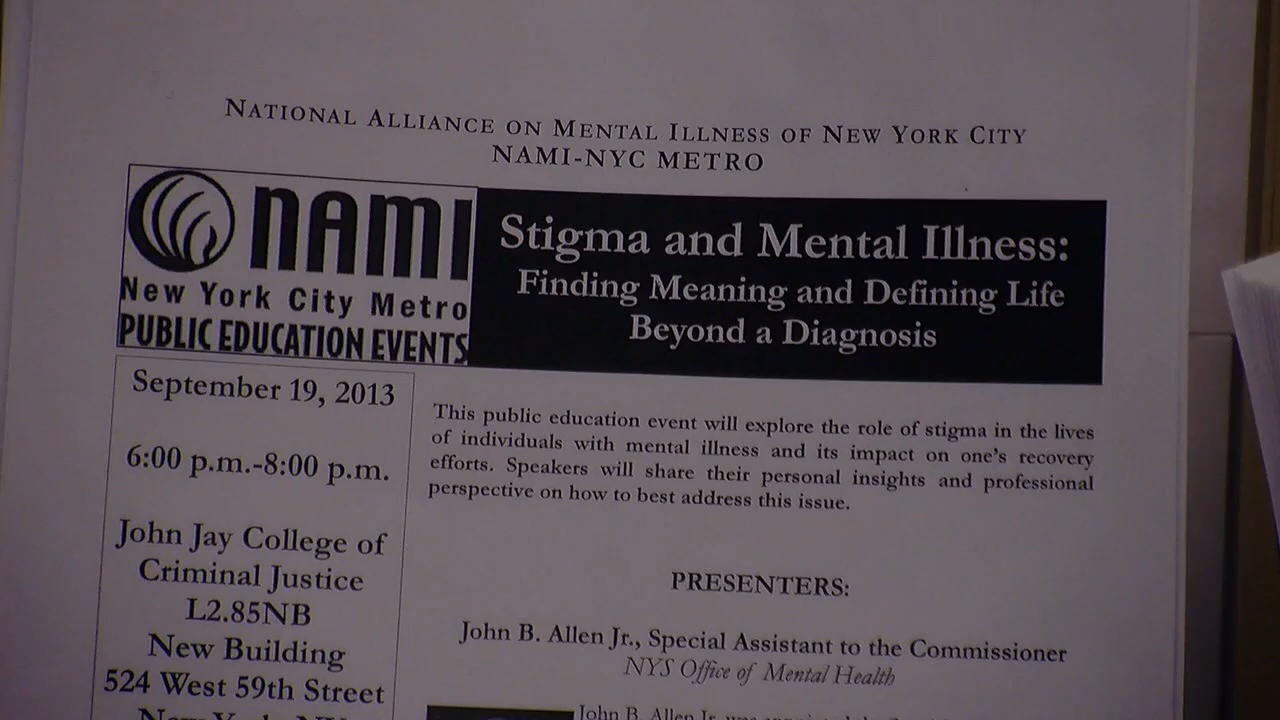 NATIONAL ALLIANCE ON MENTAL ILLNESS OF NEW YORK CITY
NAMI-NYC METRO
NAMI
New York City Metro
PUBLIC EDUCATION EVENTS
Stigma and Mental Illness:
Finding Meaning and Defining Life
Beyond a Diagnosis
September 19, 2013
6:00 p.m.-8:00 p.m.
John Jay College of
Criminal Justice
L2.85NB
New Building
524 West 59th Street
New York, NY
This public education event will explore the role of stigma in the lives
of individuals with mental illness and its impact on one's recovery
efforts. Speakers will share their personal insights and professional
perspective on how to best address this issue.
PRESENTERS:
John B. Allen Jr., Special Assistant to the Commissioner
NYS Office of Mental Health
John B. Allen Jr. was appointed